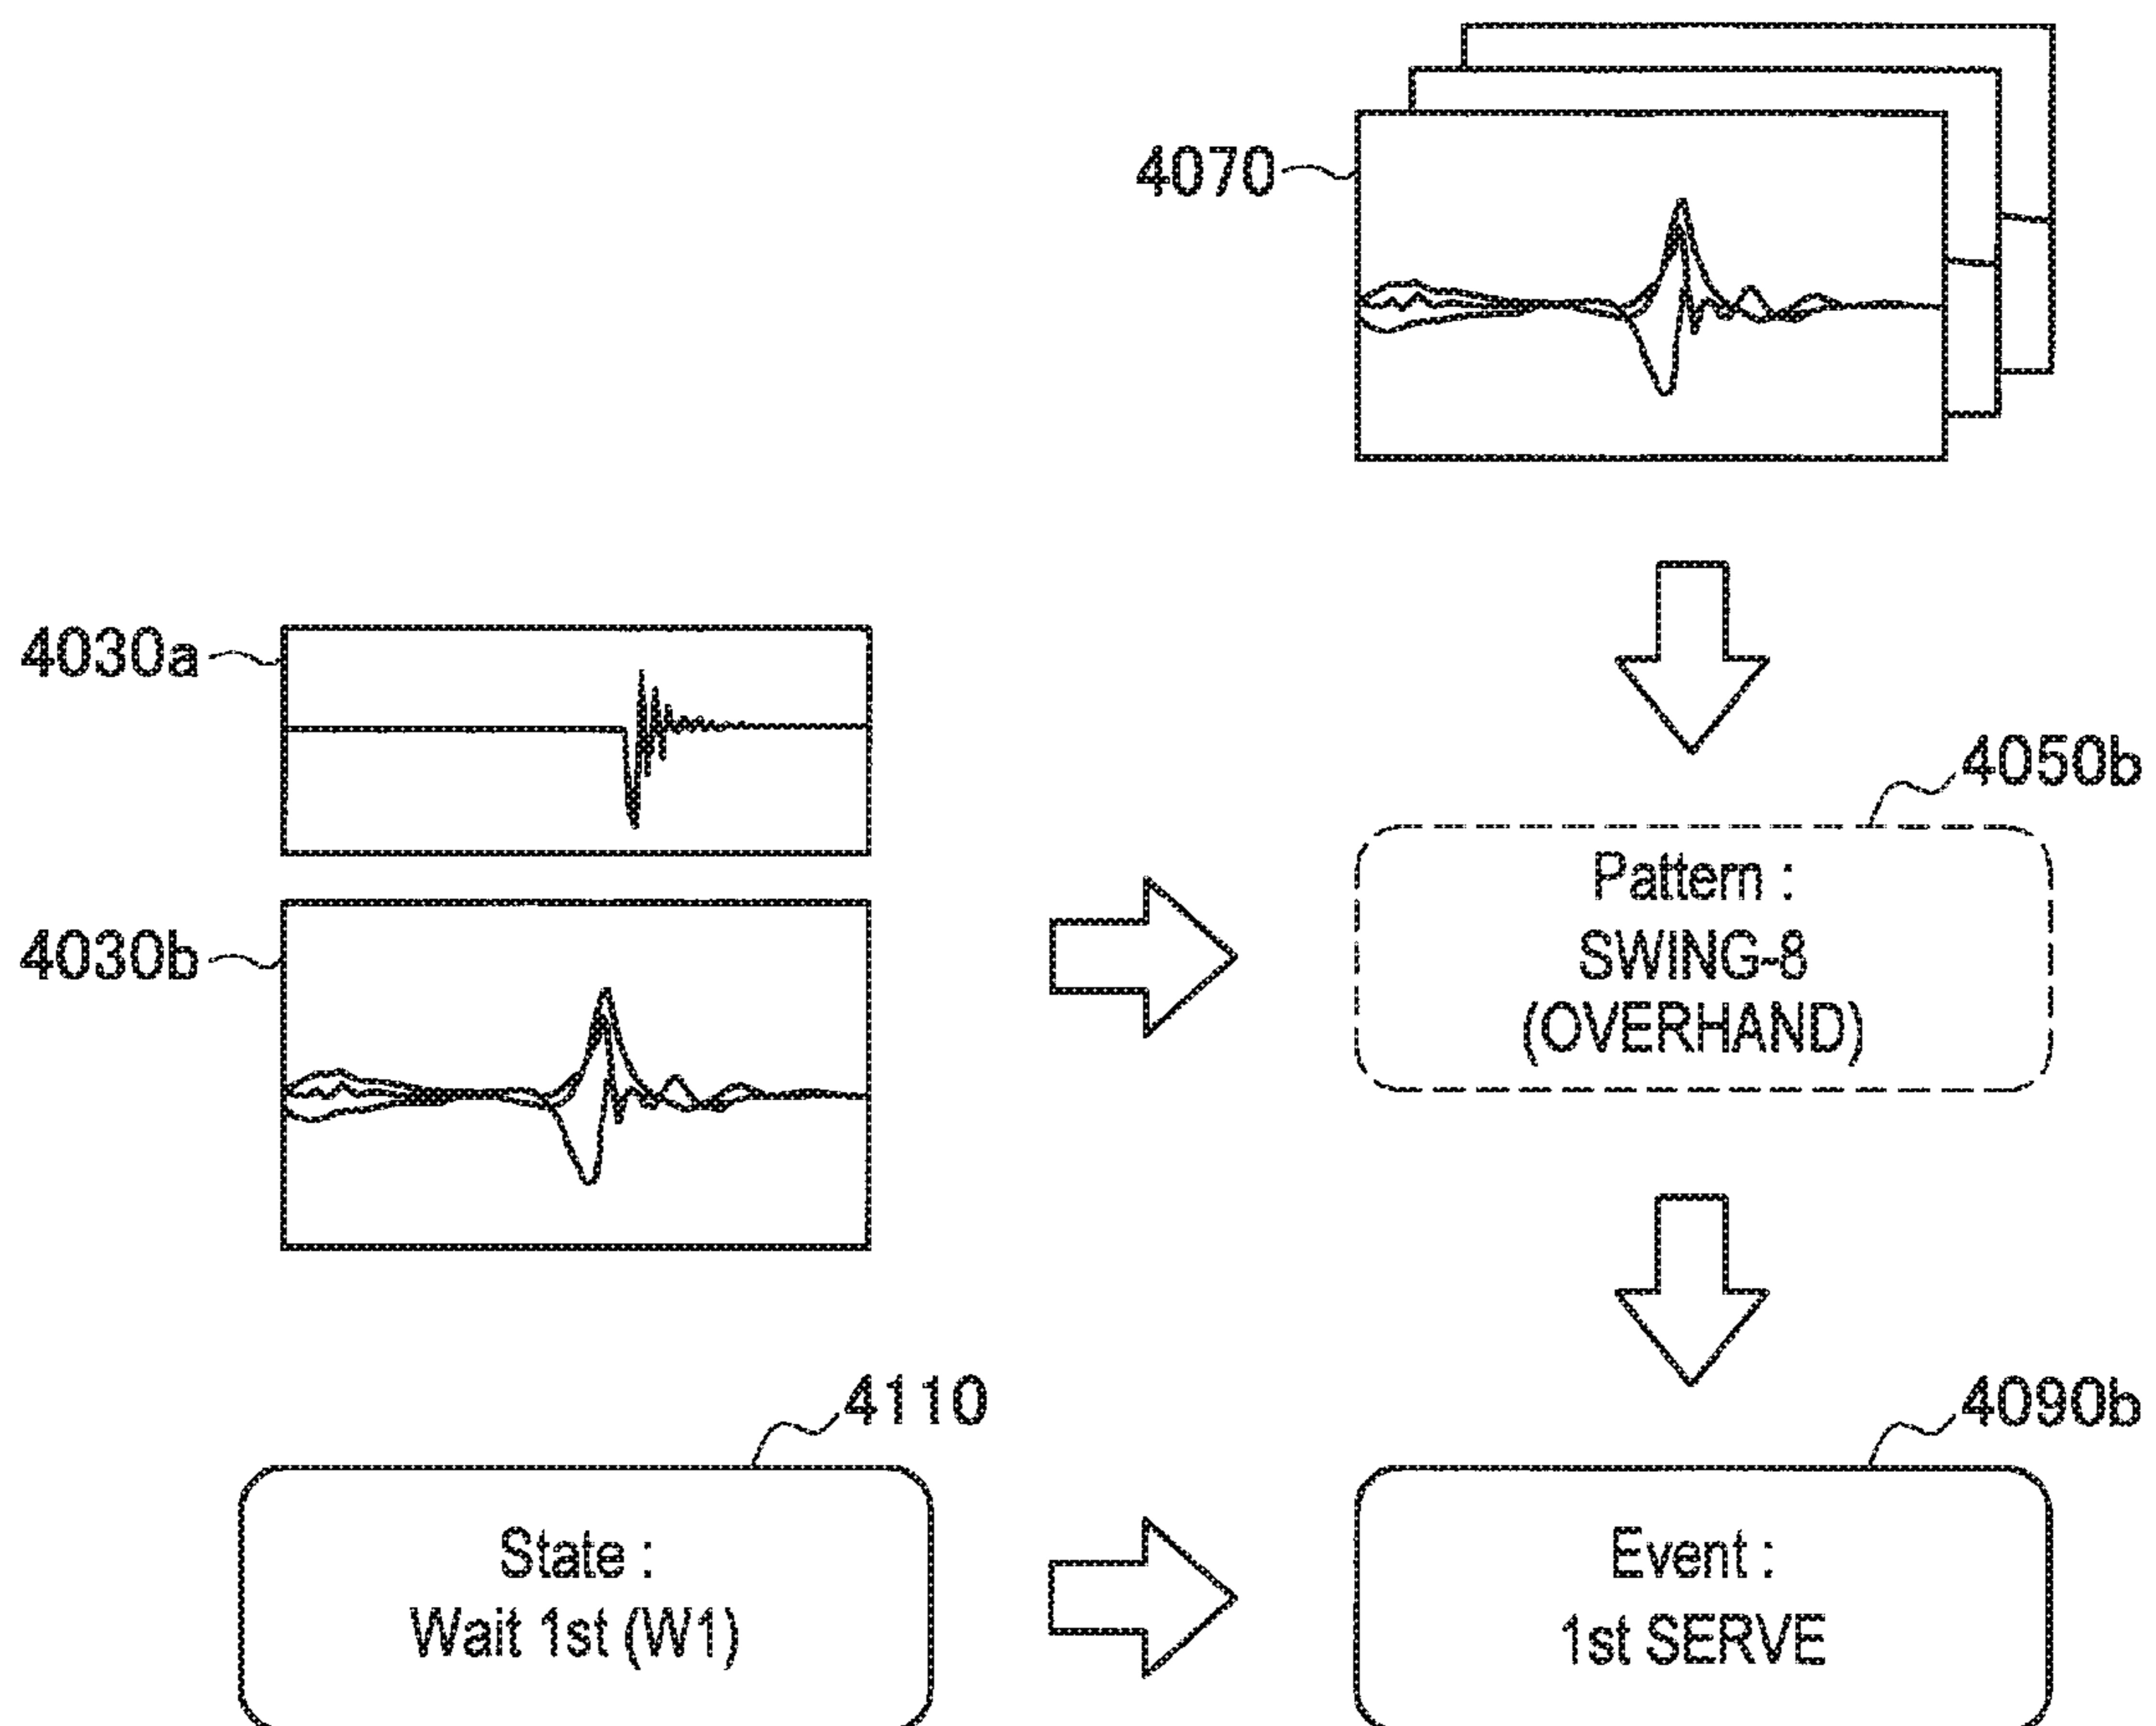 4070
4030a
4050b
Pattern :
SWING-8
(OVERHAND)
4030b
4110
4090b
State :
Wait 1st (W1)
Event :
1st SERVE